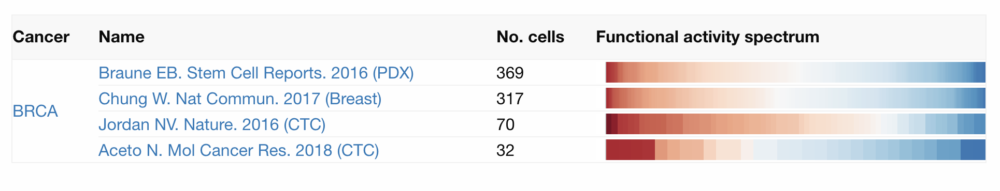 Cancer Name No. cells Functional activity spectrum
Braune EB. Stem Cell Reports. 2016 (PDX) 369
Chung W. Nat Commun. 2017 (Breast) 317
BRCA
Jordan NV. Nature. 2016 (CTC) 70
Aceto N. Mol Cancer Res. 2018 (CTC) 32